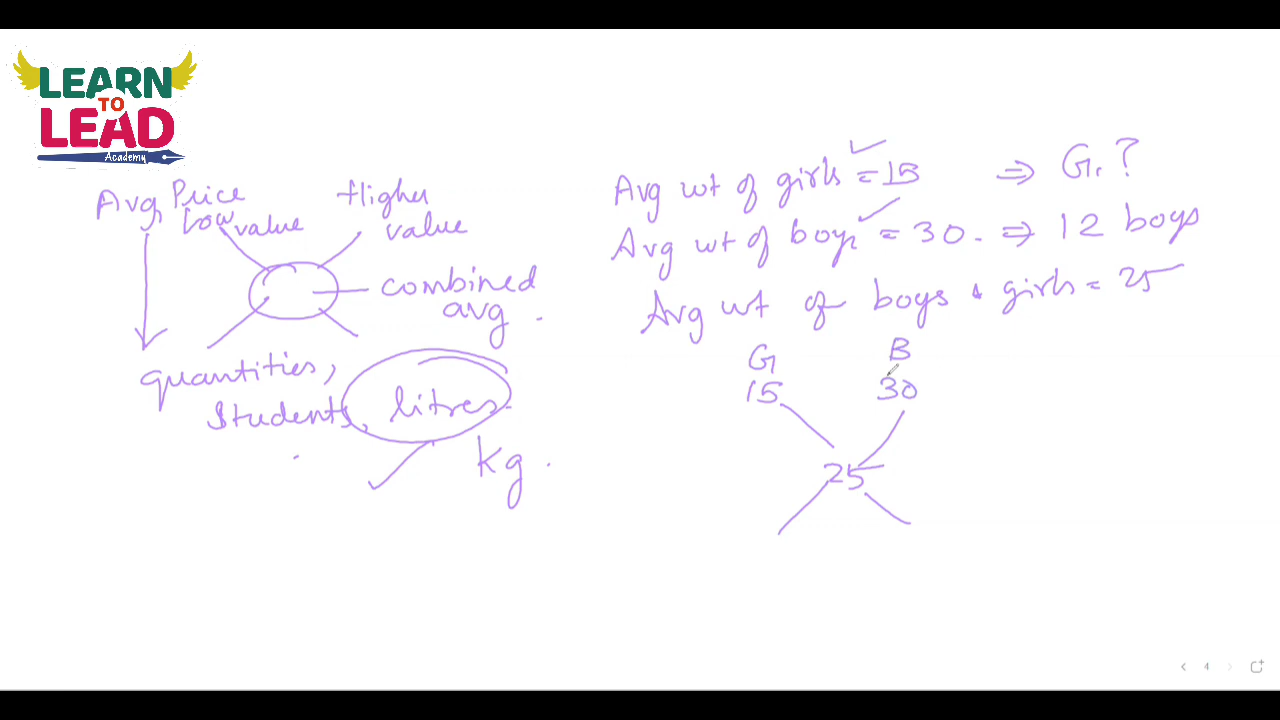 LEARN
TO
LEAD
Academy
Avg Price
low value
Higher
value
combined
avg.
quantities,
students, litres.
kg.
Avg wt of girls = 15 ⇒ G. ?
Avg wt of boys = 30. ⇒ 12 boys
Avg wt of boys & girls = 25
G B
15 30
25
4